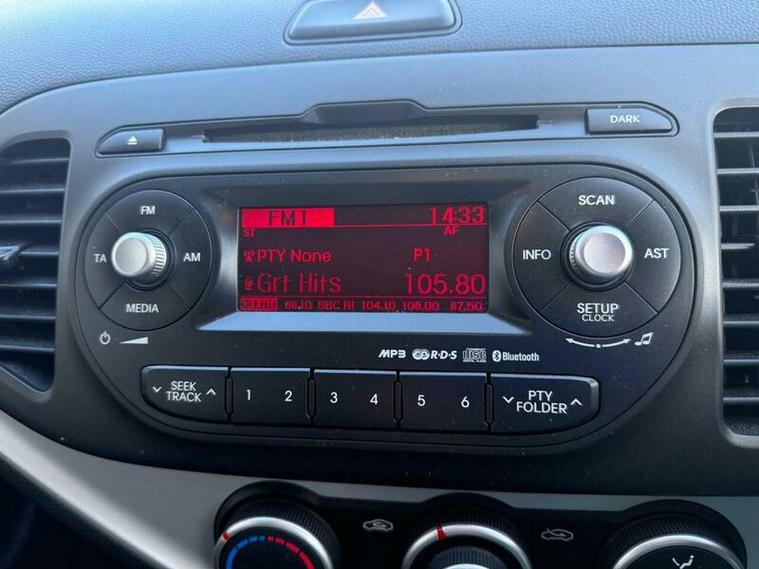 DARK
FM
TA
AM
MEDIA
FM1 14:33
ST AF
PTY None P1
Grt Hits 105.80
BBC R1 104.10 108.00 87.50
SCAN
INFO
AST
SETUP
CLOCK
MP3 R·D·S Bluetooth
SEEK
TRACK
1 2 3 4 5 6
PTY
FOLDER